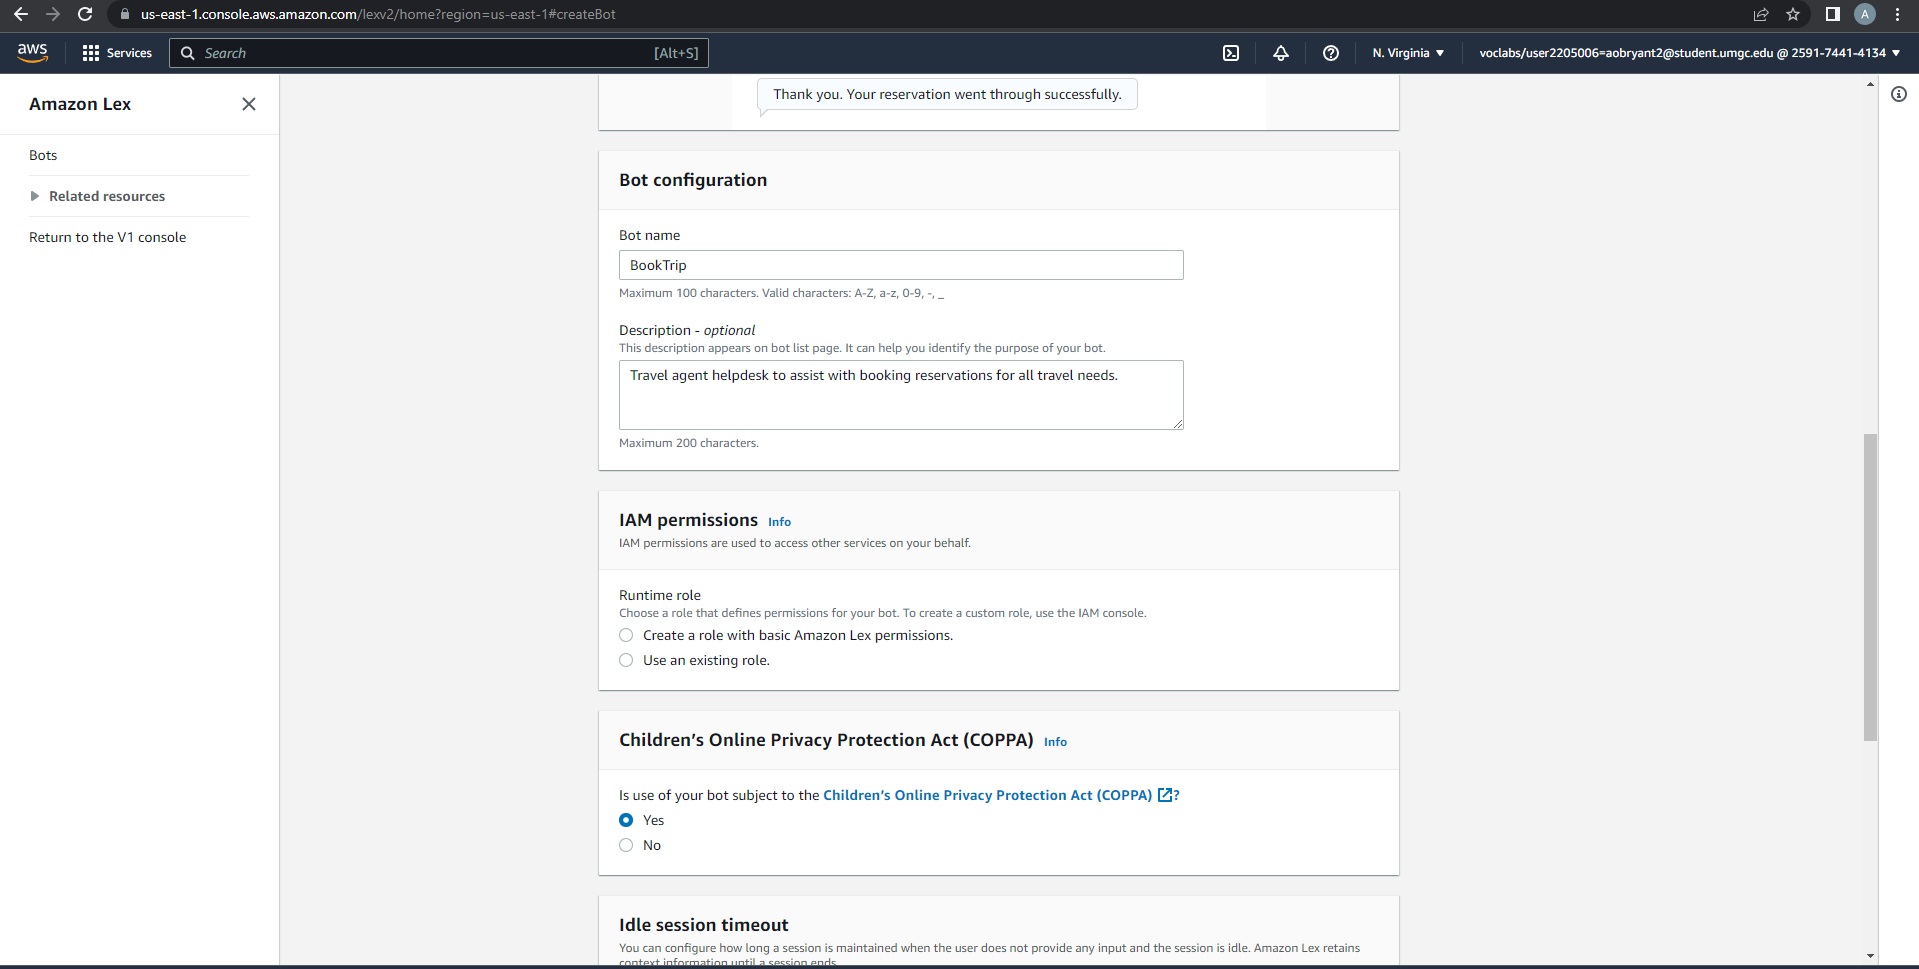 us-east-1.console.aws.amazon.com/lexv2/home?region=us-east-1#createBot
A
aws
Services
Search
[Alt+S]
N. Virginia
voclabs/user2205006=aobryant2@student.umgc.edu @ 2591-7441-4134
Amazon Lex
Bots
Related resources
Return to the V1 console
Thank you. Your reservation went through successfully.
Bot configuration
Bot name
BookTrip
Maximum 100 characters. Valid characters: A-Z, a-z, 0-9, -, _
Description - optional
This description appears on bot list page. It can help you identify the purpose of your bot.
Travel agent helpdesk to assist with booking reservations for all travel needs.
Maximum 200 characters.
IAM permissions Info
IAM permissions are used to access other services on your behalf.
Runtime role
Choose a role that defines permissions for your bot. To create a custom role, use the IAM console.
Create a role with basic Amazon Lex permissions.
Use an existing role.
Children's Online Privacy Protection Act (COPPA) Info
Is use of your bot subject to the Children's Online Privacy Protection Act (COPPA) ?
Yes
No
Idle session timeout
You can configure how long a session is maintained when the user does not provide any input and the session is idle. Amazon Lex retains
context information until a session ends.